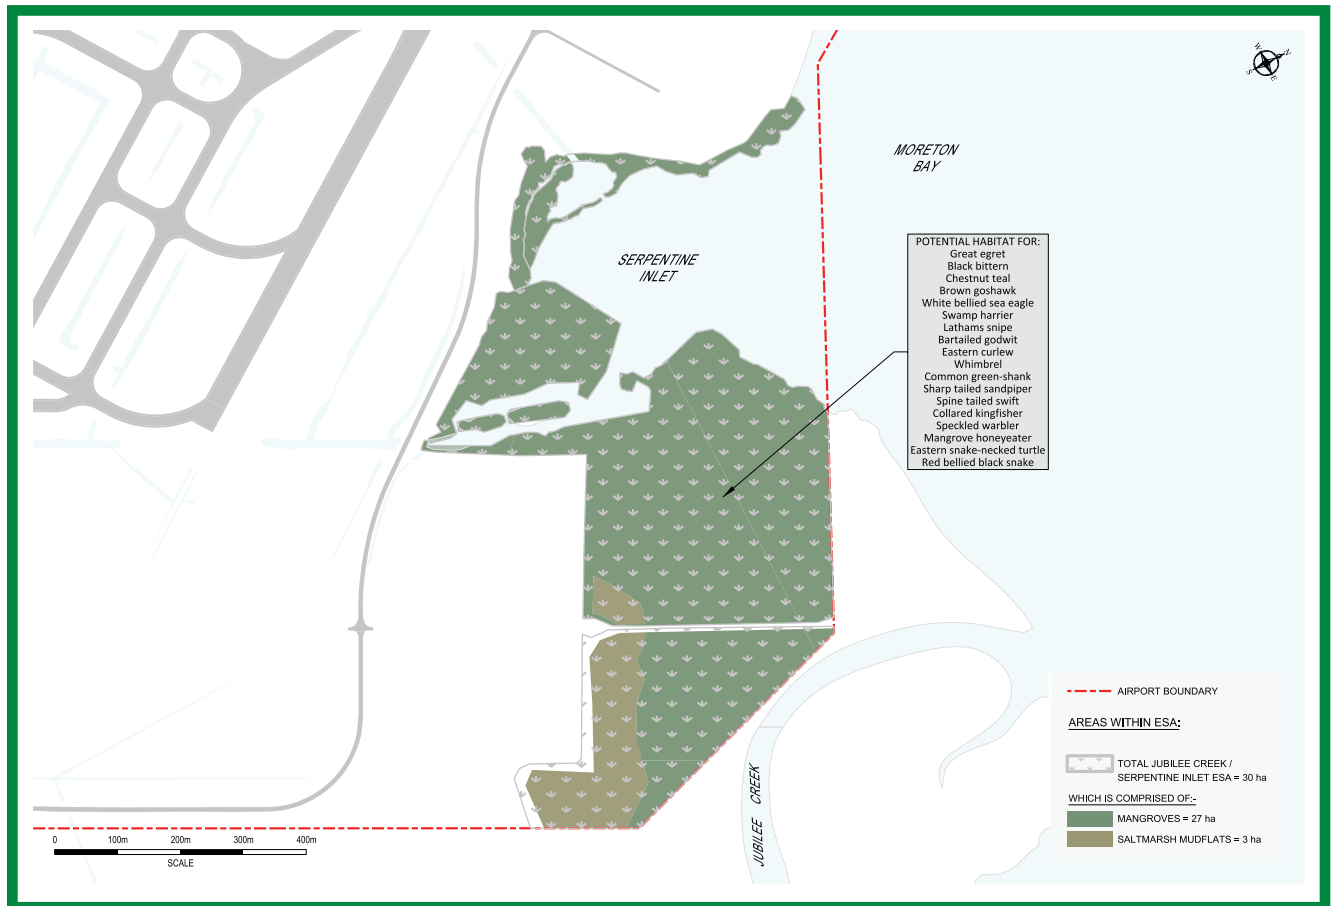 W
N
S
E
MORETON
BAY
SERPENTINE
INLET
POTENTIAL HABITAT FOR:
Great egret
Black bittern
Chestnut teal
Brown goshawk
White bellied sea eagle
Swamp harrier
Lathams snipe
Bartailed godwit
Eastern curlew
Whimbrel
Common green-shank
Sharp tailed sandpiper
Spine tailed swift
Collared kingfisher
Speckled warbler
Mangrove honeyeater
Eastern snake-necked turtle
Red bellied black snake
JUBILEE CREEK
AIRPORT BOUNDARY
AREAS WITHIN ESA:
TOTAL JUBILEE CREEK /
SERPENTINE INLET ESA = 30 ha
WHICH IS COMPRISED OF:-
MANGROVES = 27 ha
SALTMARSH MUDFLATS = 3 ha
0 100m 200m 300m 400m
SCALE